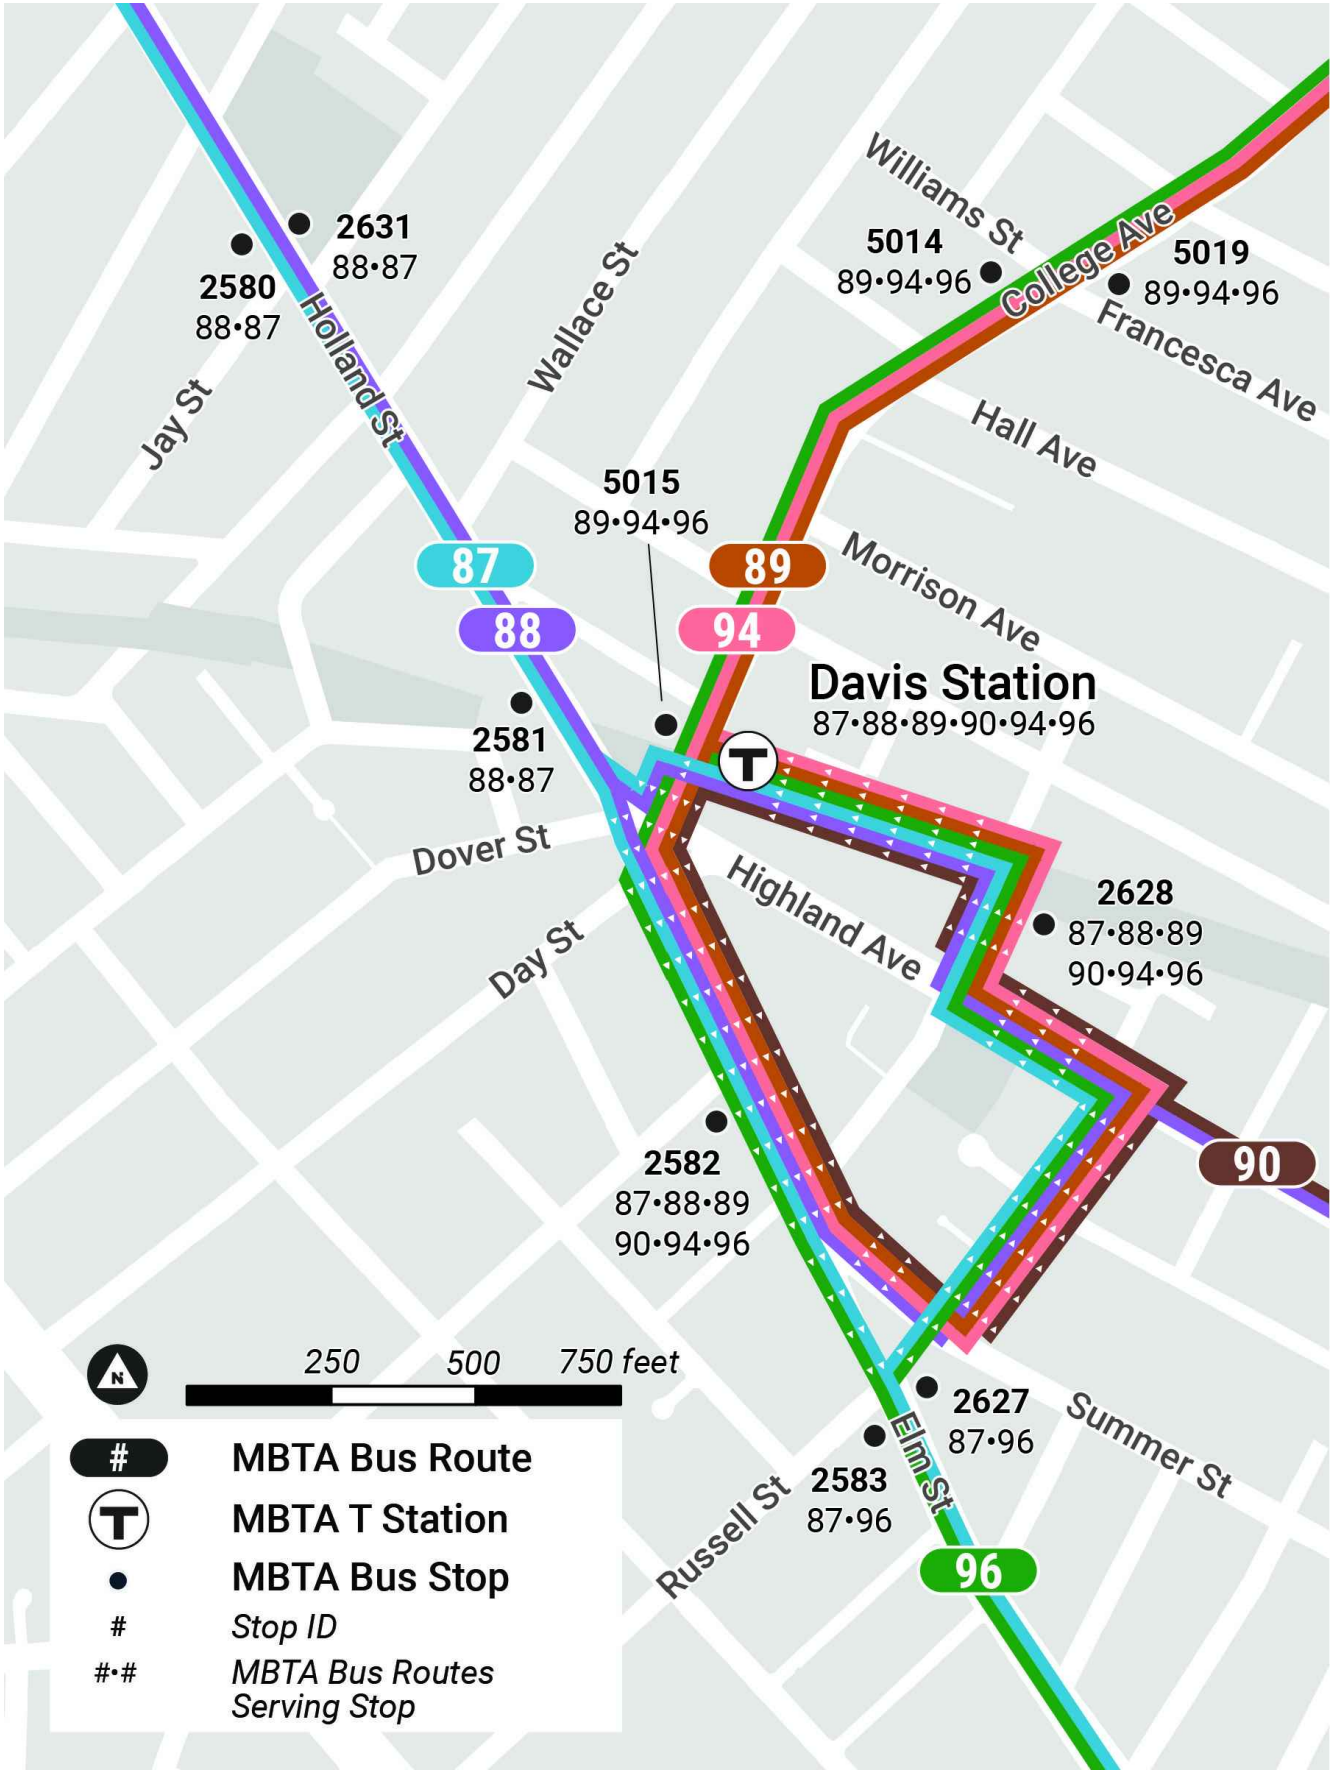 Williams St
College Ave
2631
88•87
5014
89•94•96
5019
89•94•96
2580
88•87
Holland St
Wallace St
Francesca Ave
Jay St
Hall Ave
5015
89•94•96
87
89
Morrison Ave
88
94
Davis Station
87•88•89•90•94•96
T
2581
88•87
Dover St
Highland Ave
2628
87•88•89
90•94•96
Day St
2582
87•88•89
90•94•96
90
250 500 750 feet
N
2627
87•96
Summer St
Elm St
2583
87•96
Russell St
96
# MBTA Bus Route
T MBTA T Station
MBTA Bus Stop
# Stop ID
#•# MBTA Bus Routes
Serving Stop